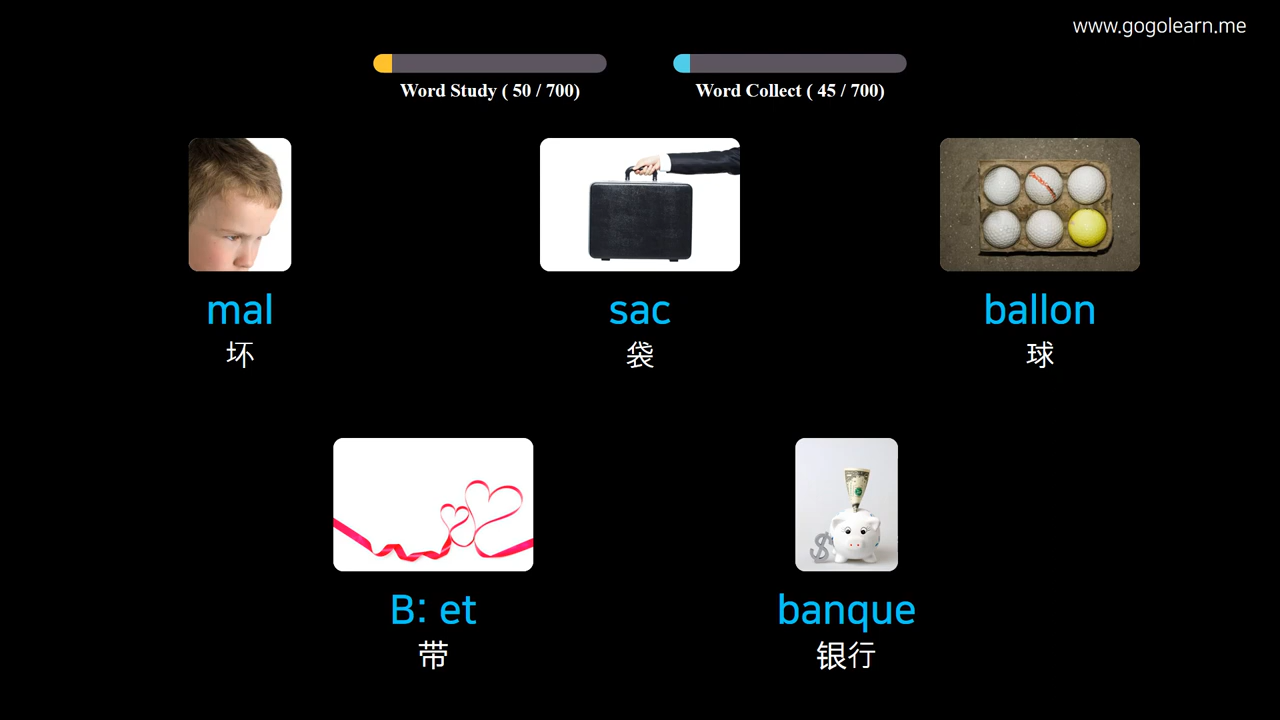 www.gogolearn.me
Word Study ( 50 / 700)
Word Collect ( 45 / 700)
mal
坏
sac
袋
ballon
球
B: et
带
banque
银行